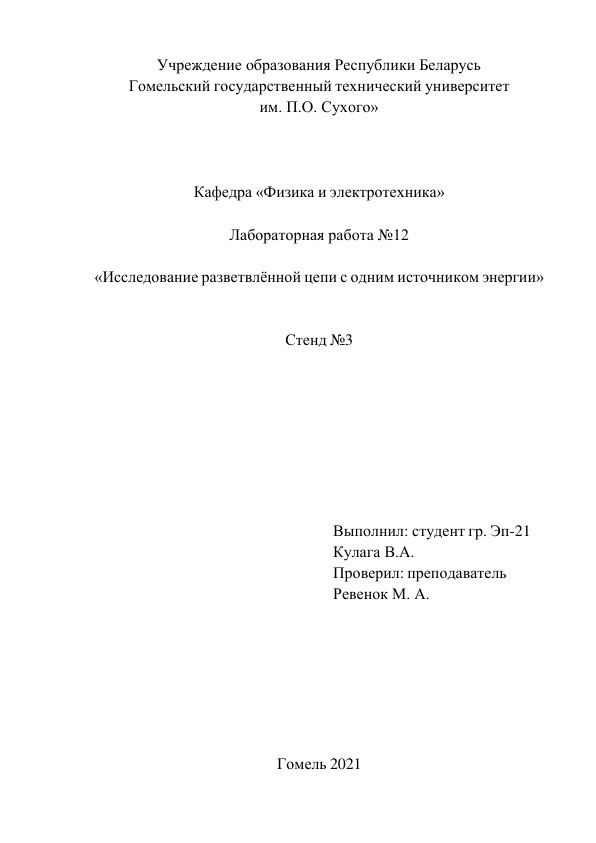 Учреждение образования Республики Беларусь
Гомельский государственный технический университет
им. П.О. Сухого»
Кафедра «Физика и электротехника»
Лабораторная работа №12
«Исследование разветвлённой цепи с одним источником энергии»
Стенд №3
Выполнил: студент гр. Эп-21
Кулага В.А.
Проверил: преподаватель
Ревенок М. А.
Гомель 2021